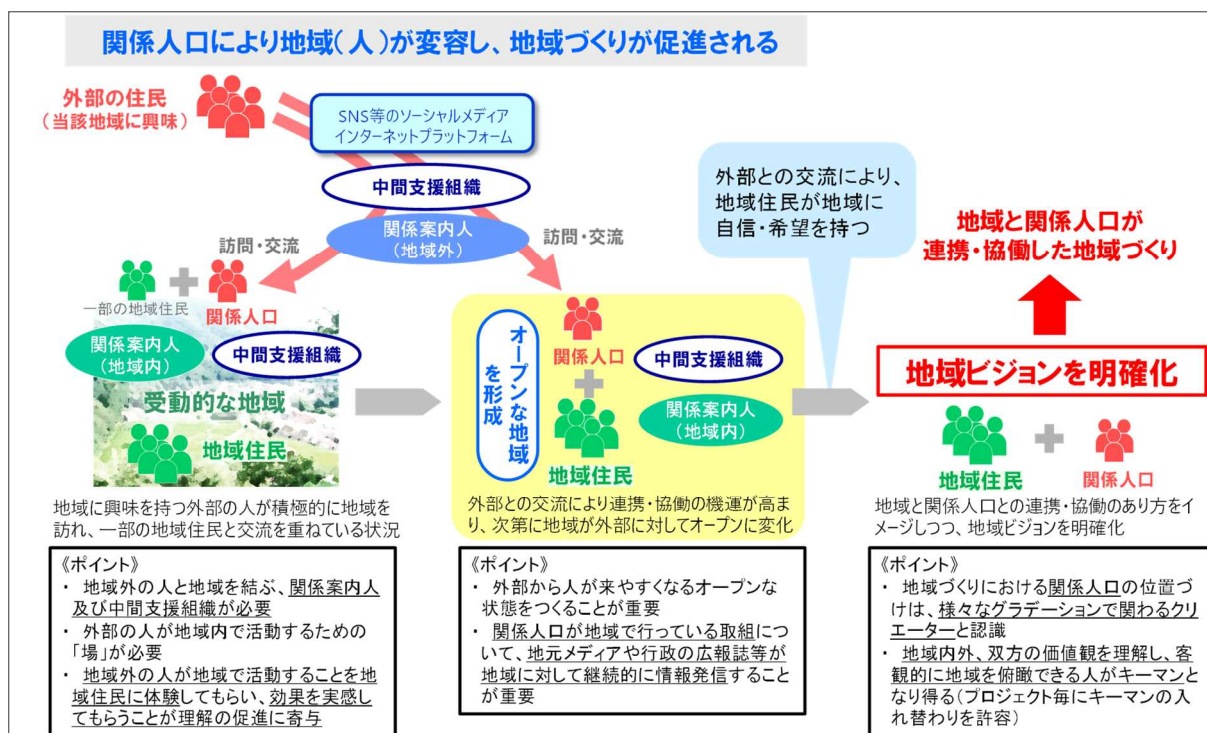 関係人口により地域(人)が変容し、地域づくりが促進される
外部の住民
(当該地域に興味)
SNS等のソーシャルメディア
インターネットプラットフォーム
中間支援組織
関係案内人
(地域外)
訪問・交流
訪問・交流
一部の地域住民
関係人口
関係案内人
(地域内)
中間支援組織
受動的な地域
地域住民
地域に興味を持つ外部の人が積極的に地域を
訪れ、一部の地域住民と交流を重ねている状況
《ポイント》
・ 地域外の人と地域を結ぶ、関係案内人
及び中間支援組織が必要
・ 外部の人が地域内で活動するための
「場」が必要
・ 地域外の人が地域で活動することを地
域住民に体験してもらい、効果を実感し
てもらうことが理解の促進に寄与
オープンな地域
を形成
関係人口
地域住民
中間支援組織
関係案内人
(地域内)
外部との交流により連携・協働の機運が高ま
り、次第に地域が外部に対してオープンに変化
《ポイント》
・ 外部から人が来やすくなるオープンな
状態をつくることが重要
・ 関係人口が地域で行っている取組につ
いて、地元メディアや行政の広報誌等が
地域に対して継続的に情報発信すること
が重要
外部との交流により、
地域住民が地域に
自信・希望を持つ
地域と関係人口が
連携・協働した地域づくり
地域ビジョンを明確化
地域住民
関係人口
地域と関係人口との連携・協働のあり方をイ
メージしつつ、地域ビジョンを明確化
《ポイント》
・ 地域づくりにおける関係人口の位置づ
けは、様々なグラデーションで関わるクリ
エーターと認識
・ 地域内外、双方の価値観を理解し、客
観的に地域を俯瞰できる人がキーマンと
なり得る(プロジェクト毎にキーマンの入
れ替わりを許容)